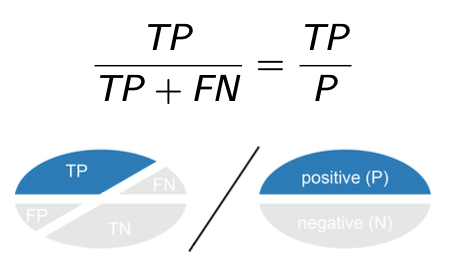 TP / TP + FN = TP / P
TP
FN
FP
TN
/
positive (P)
negative (N)